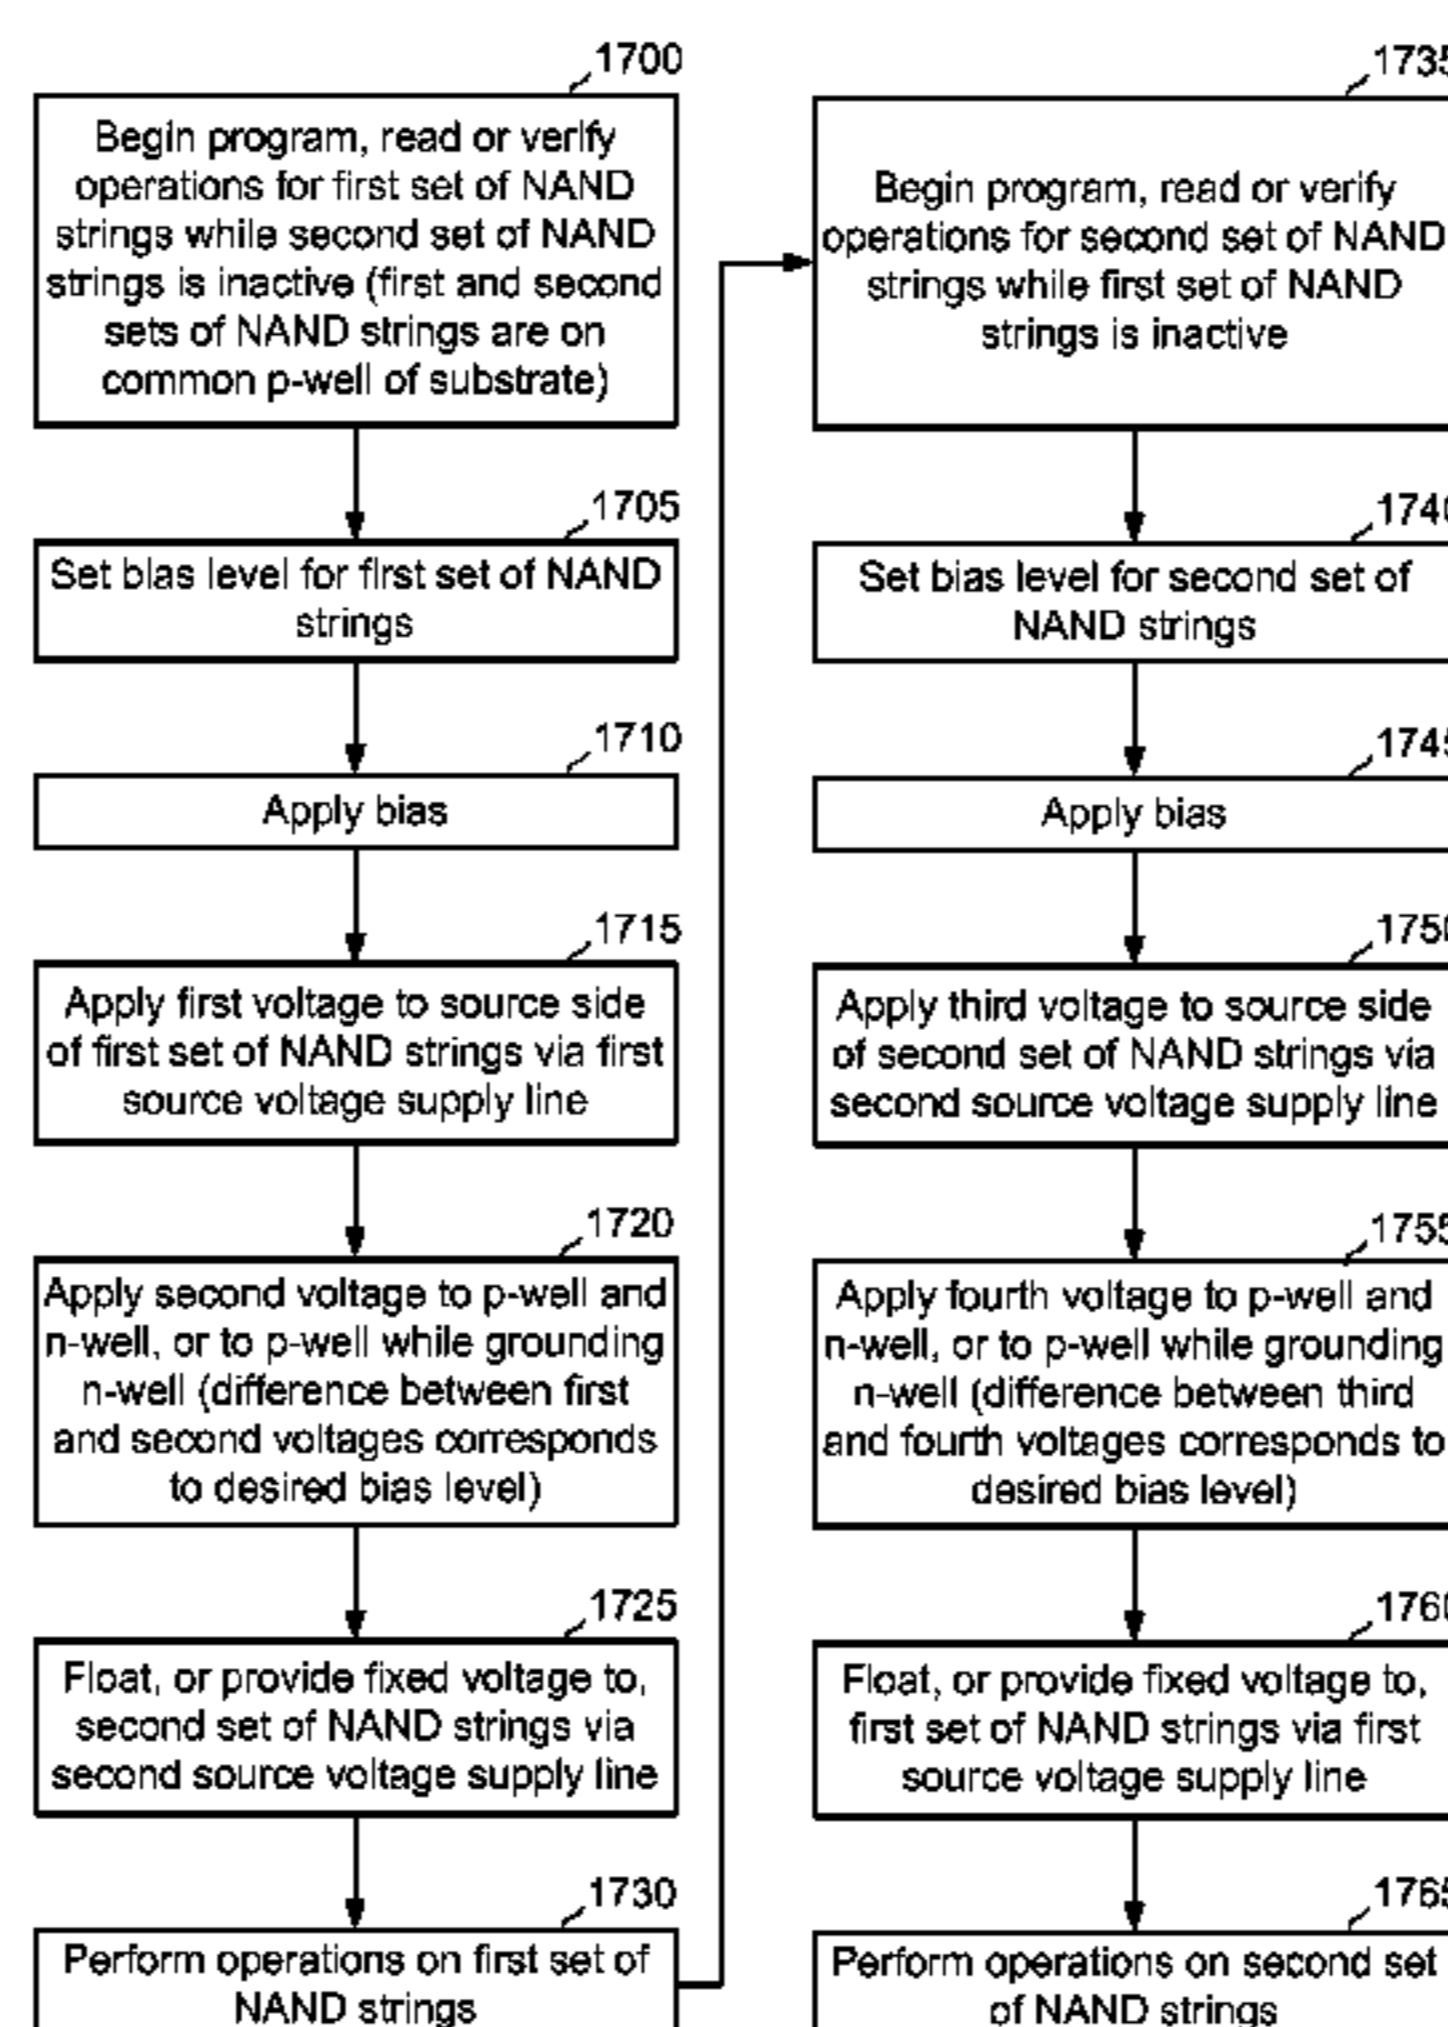 1700
Begin program, read or verify
operations for first set of NAND
strings while second set of NAND
strings is inactive (first and second
sets of NAND strings are on
common p-well of substrate)
1705
Set bias level for first set of NAND
strings
1710
Apply bias
1715
Apply first voltage to source side
of first set of NAND strings via first
source voltage supply line
1720
Apply second voltage to p-well and
n-well, or to p-well while grounding
n-well (difference between first
and second voltages corresponds
to desired bias level)
1725
Float, or provide fixed voltage to,
second set of NAND strings via
second source voltage supply line
1730
Perform operations on first set of
NAND strings
1735
Begin program, read or verify
operations for second set of NAND
strings while first set of NAND
strings is inactive
1740
Set bias level for second set of
NAND strings
1745
Apply bias
1750
Apply third voltage to source side
of second set of NAND strings via
second source voltage supply line
1755
Apply fourth voltage to p-well and
n-well, or to p-well while grounding
n-well (difference between third
and fourth voltages corresponds to
desired bias level)
1760
Float, or provide fixed voltage to,
first set of NAND strings via first
source voltage supply line
1765
Perform operations on second set
of NAND strings